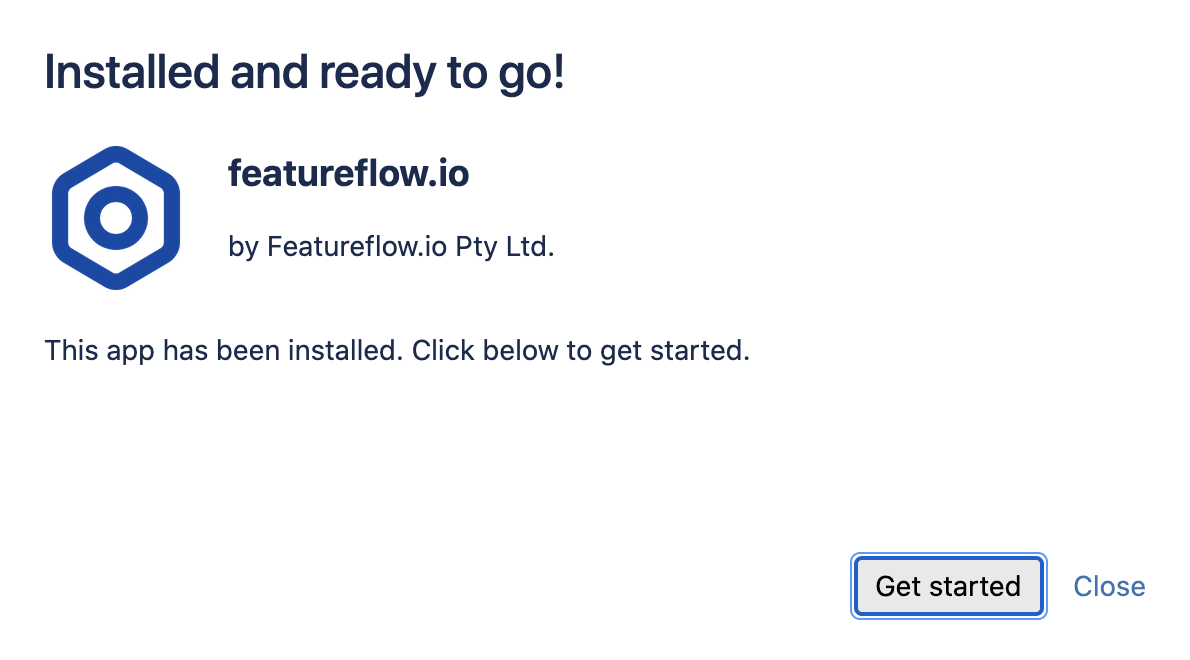 Installed and ready to go!
featureflow.io
by Featureflow.io Pty Ltd.
This app has been installed. Click below to get started.
Get started
Close